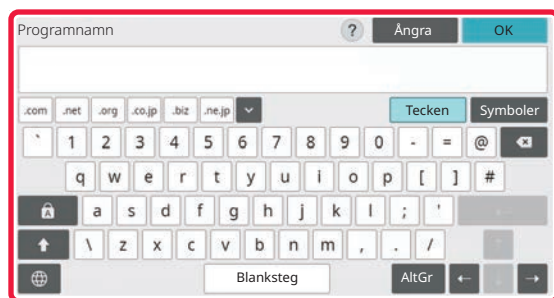 Programnamn ? Ångra OK
.com .net .org .co.jp .biz .ne.jp Tecken Symboler
` 1 2 3 4 5 6 7 8 9 0 - = @
q w e r t y u i o p [ ] #
A a s d f g h j k l ; '
\ z x c v b n m , . /
Blanksteg AltGr